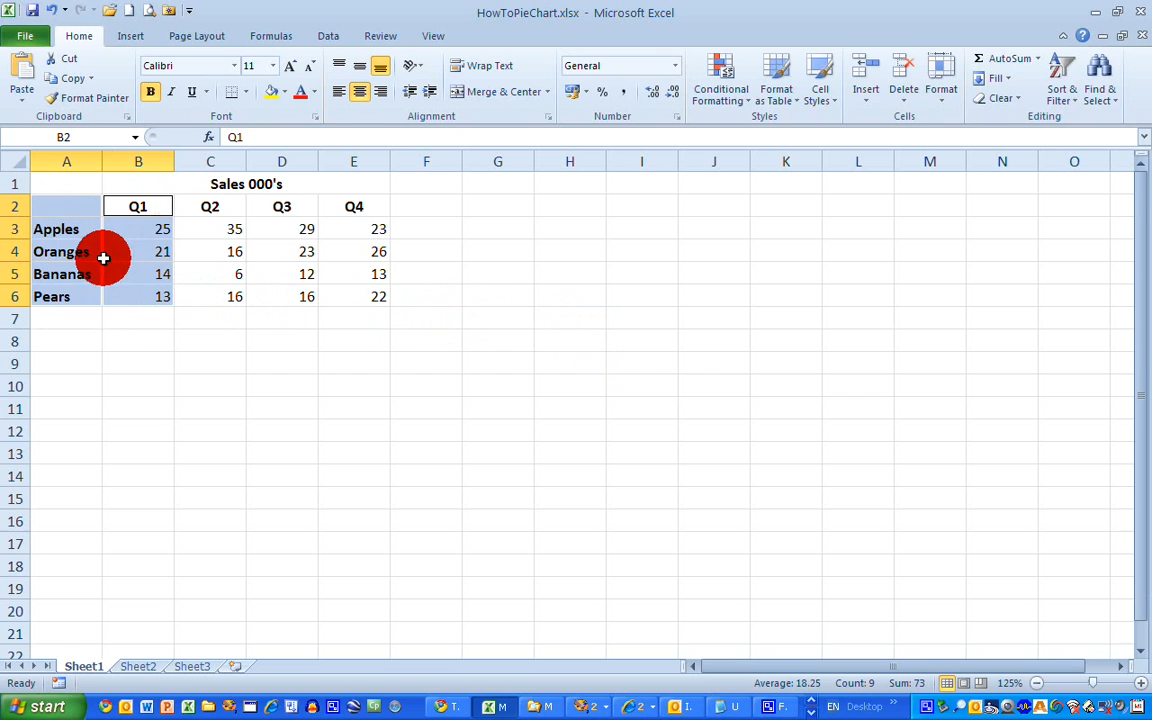 HowToPieChart.xlsx - Microsoft Excel
File Home Insert Page Layout Formulas Data Review View
Paste
Cut
Copy
Format Painter
Clipboard
Calibri 11
B I U A
Font
Wrap Text
Merge & Center
Alignment
General
% ,
Number
Conditional Formatting
Format as Table
Cell Styles
Styles
Insert
Delete
Format
Cells
Σ AutoSum
Fill
Clear
Sort & Filter
Find & Select
Editing
B2 fx Q1
A B C D E F G H I J K L M N O
1 Sales 000's
2 Q1 Q2 Q3 Q4
3 Apples 25 35 29 23
4 Oranges 21 16 23 26
5 Bananas 14 6 12 13
6 Pears 13 16 16 22
7
8
9
10
11
12
13
14
15
16
17
18
19
20
21
22
Sheet1 Sheet2 Sheet3
Ready Average: 18.25 Count: 9 Sum: 73 125%
start T. M M 2 2 I. U F. EN Desktop